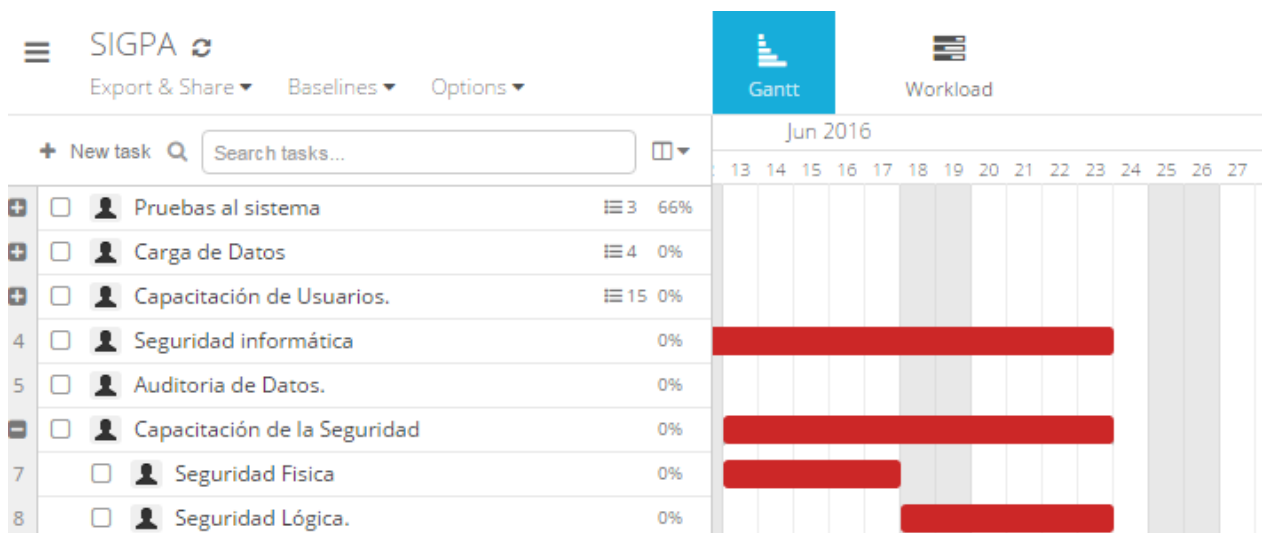 SIGPA
Export & Share Baselines Options
Gantt Workload
Jun 2016
New task Search tasks...
13 14 15 16 17 18 19 20 21 22 23 24 25 26 27
Pruebas al sistema 3 66%
Carga de Datos 4 0%
Capacitación de Usuarios. 15 0%
4 Seguridad informática 0%
5 Auditoria de Datos. 0%
Capacitación de la Seguridad 0%
7 Seguridad Fisica 0%
8 Seguridad Lógica. 0%